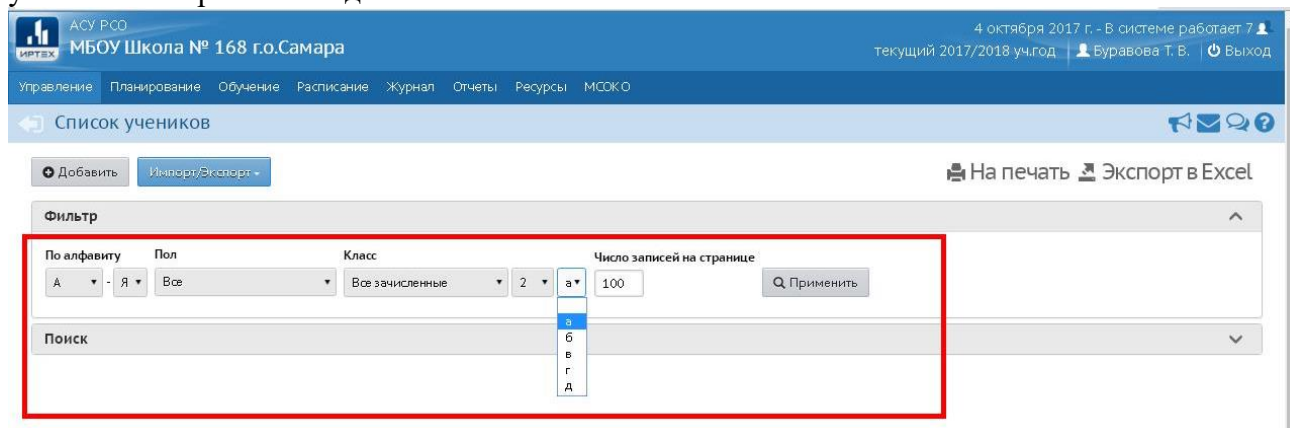 АСУ РСО
ИРТЕХ
МБОУ Школа № 168 г.о.Самара
4 октября 2017 г. - В системе работает 7
текущий 2017/2018 уч.год Буравова Т. В. Выход
Управление Планирование Обучение Расписание Журнал Отчеты Ресурсы МСОКО
Список учеников
Добавить Импорт/Экспорт На печать Экспорт в Excel
Фильтр
По алфавиту Пол Класс Число записей на странице
А - Я Все Все зачисленные 2 а 100 Применить
а
б
в
г
д
Поиск